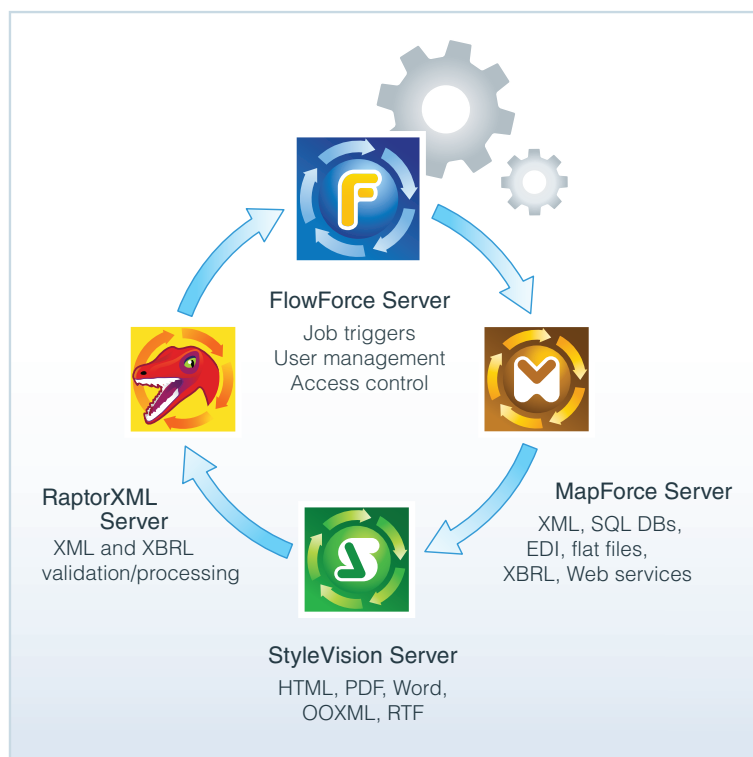 F
FlowForce Server
Job triggers
User management
Access control
MapForce Server
XML, SQL DBs,
EDI, flat files,
XBRL, Web services
StyleVision Server
HTML, PDF, Word,
OOXML, RTF
RaptorXML
Server
XML and XBRL
validation/processing